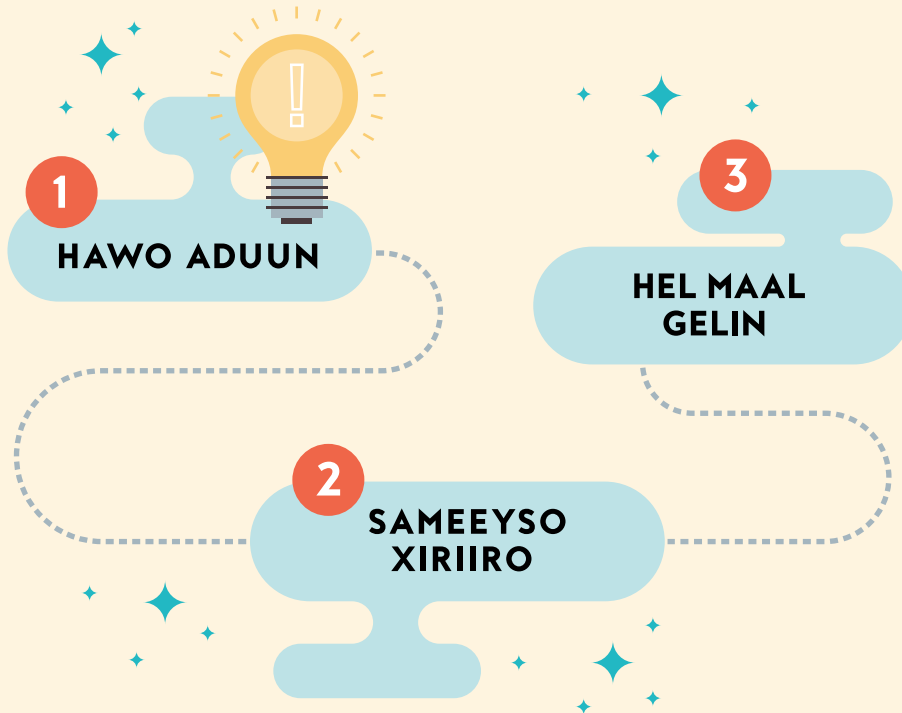 1
HAWO ADUUN
2
SAMEEYSO
XIRIIRO
3
HEL MAAL
GELIN